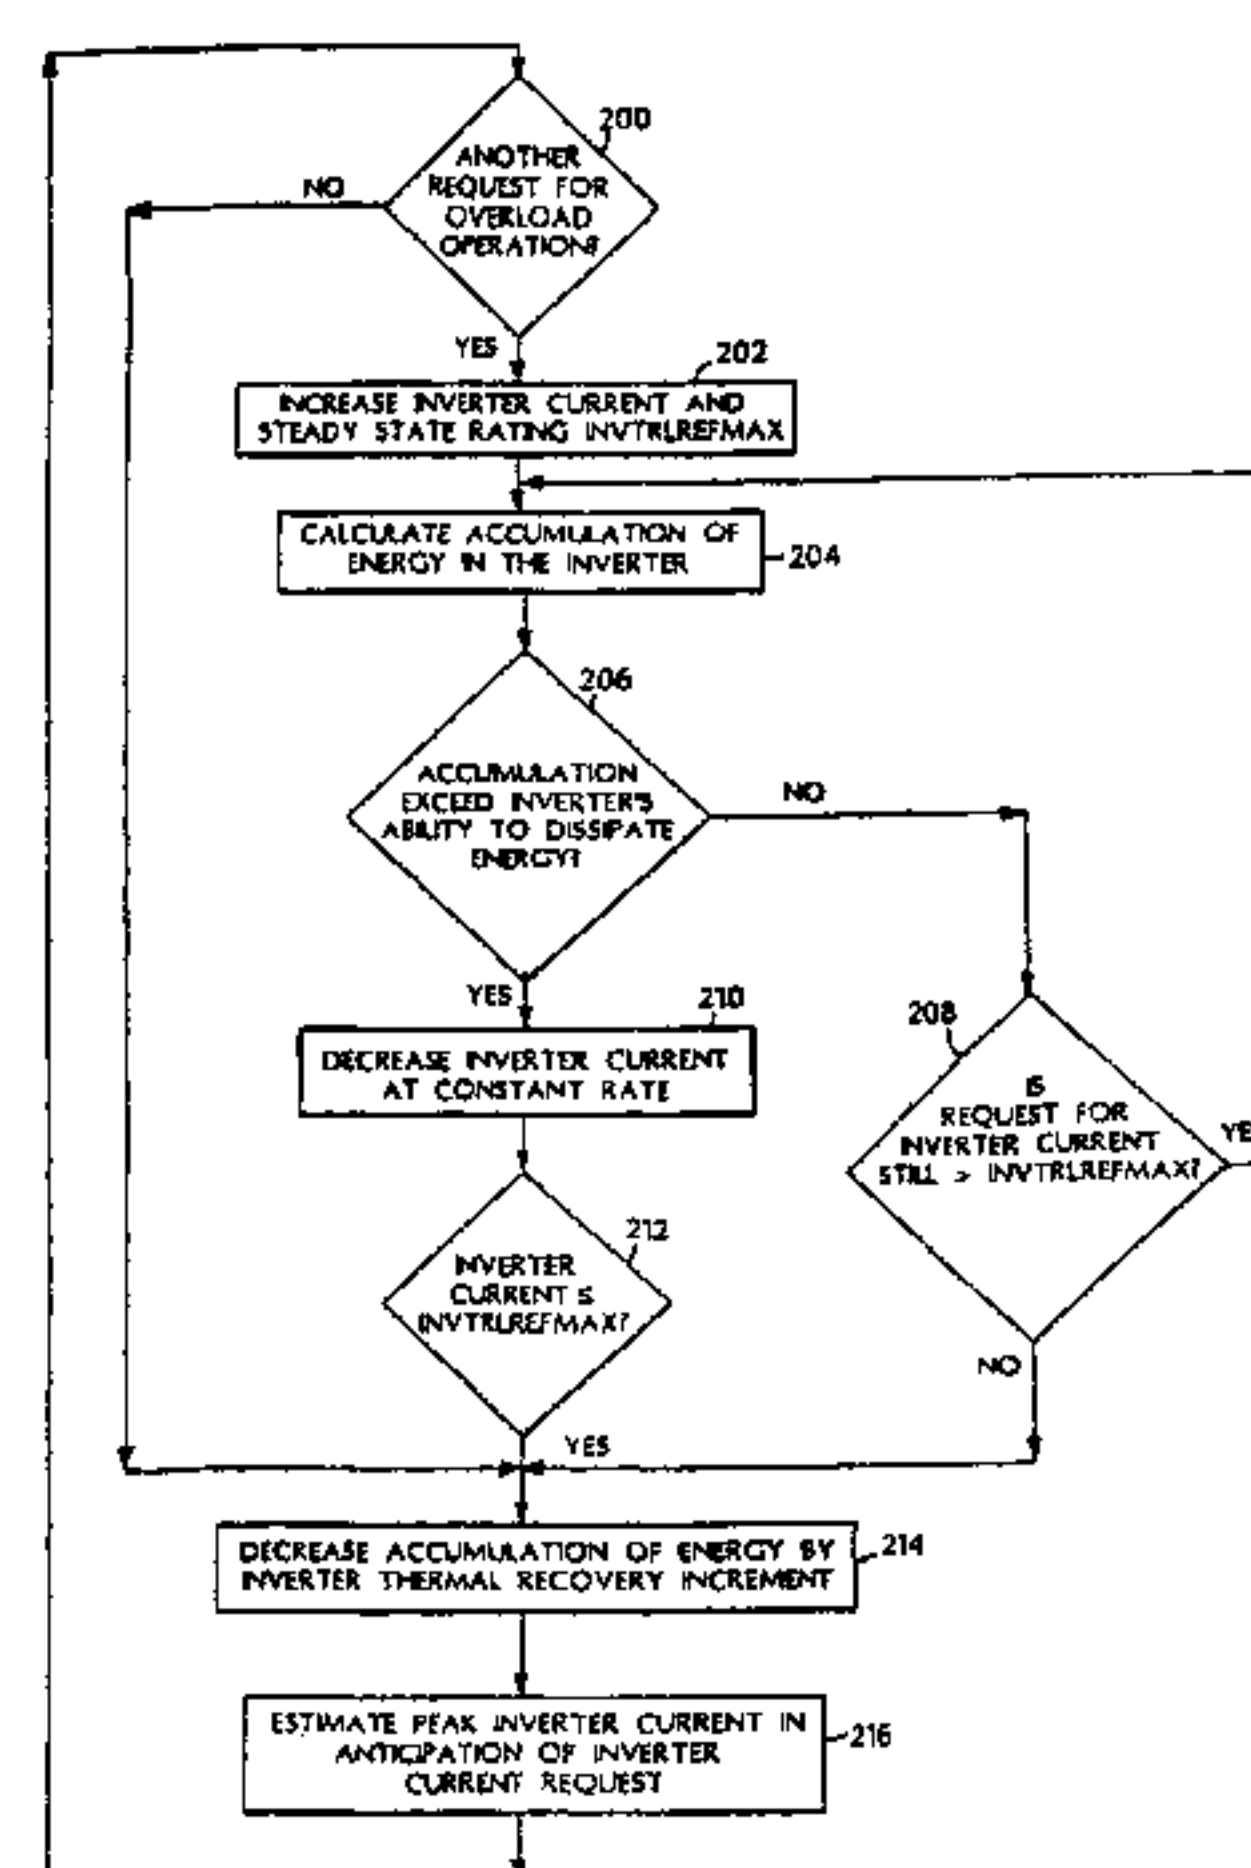 200
ANOTHER
REQUEST FOR
OVERLOAD
OPERATION?
NO
YES
202
INCREASE INVERTER CURRENT AND
STEADY STATE RATING INVTRLREFMAX
CALCULATE ACCUMULATION OF
ENERGY IN THE INVERTER
204
206
ACCUMULATION
EXCEED INVERTER'S
ABILITY TO DISSIPATE
ENERGY?
NO
YES
210
DECREASE INVERTER CURRENT
AT CONSTANT RATE
208
IS
REQUEST FOR
INVERTER CURRENT
STILL > INVTRLREFMAX?
YE
NO
212
INVERTER
CURRENT ≤
INVTRLREFMAX?
YES
DECREASE ACCUMULATION OF ENERGY BY
INVERTER THERMAL RECOVERY INCREMENT
214
ESTIMATE PEAK INVERTER CURRENT IN
ANTICIPATION OF INVERTER
CURRENT REQUEST
216